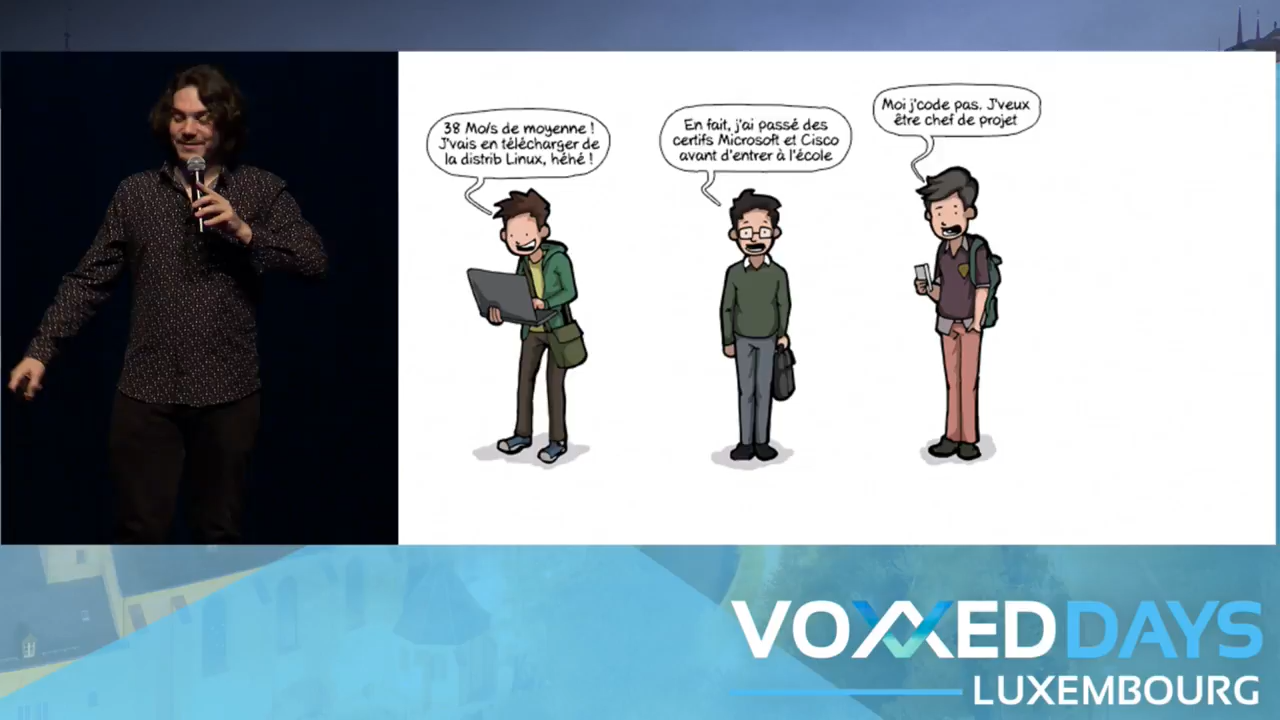 38 Mo/s de moyenne !
J'vais en télécharger de
la distrib Linux, héhé !
En fait, j'ai passé des
certifs Microsoft et Cisco
avant d'entrer à l'école
Moi j'code pas. J'veux
être chef de projet
VOXXED DAYS
LUXEMBOURG